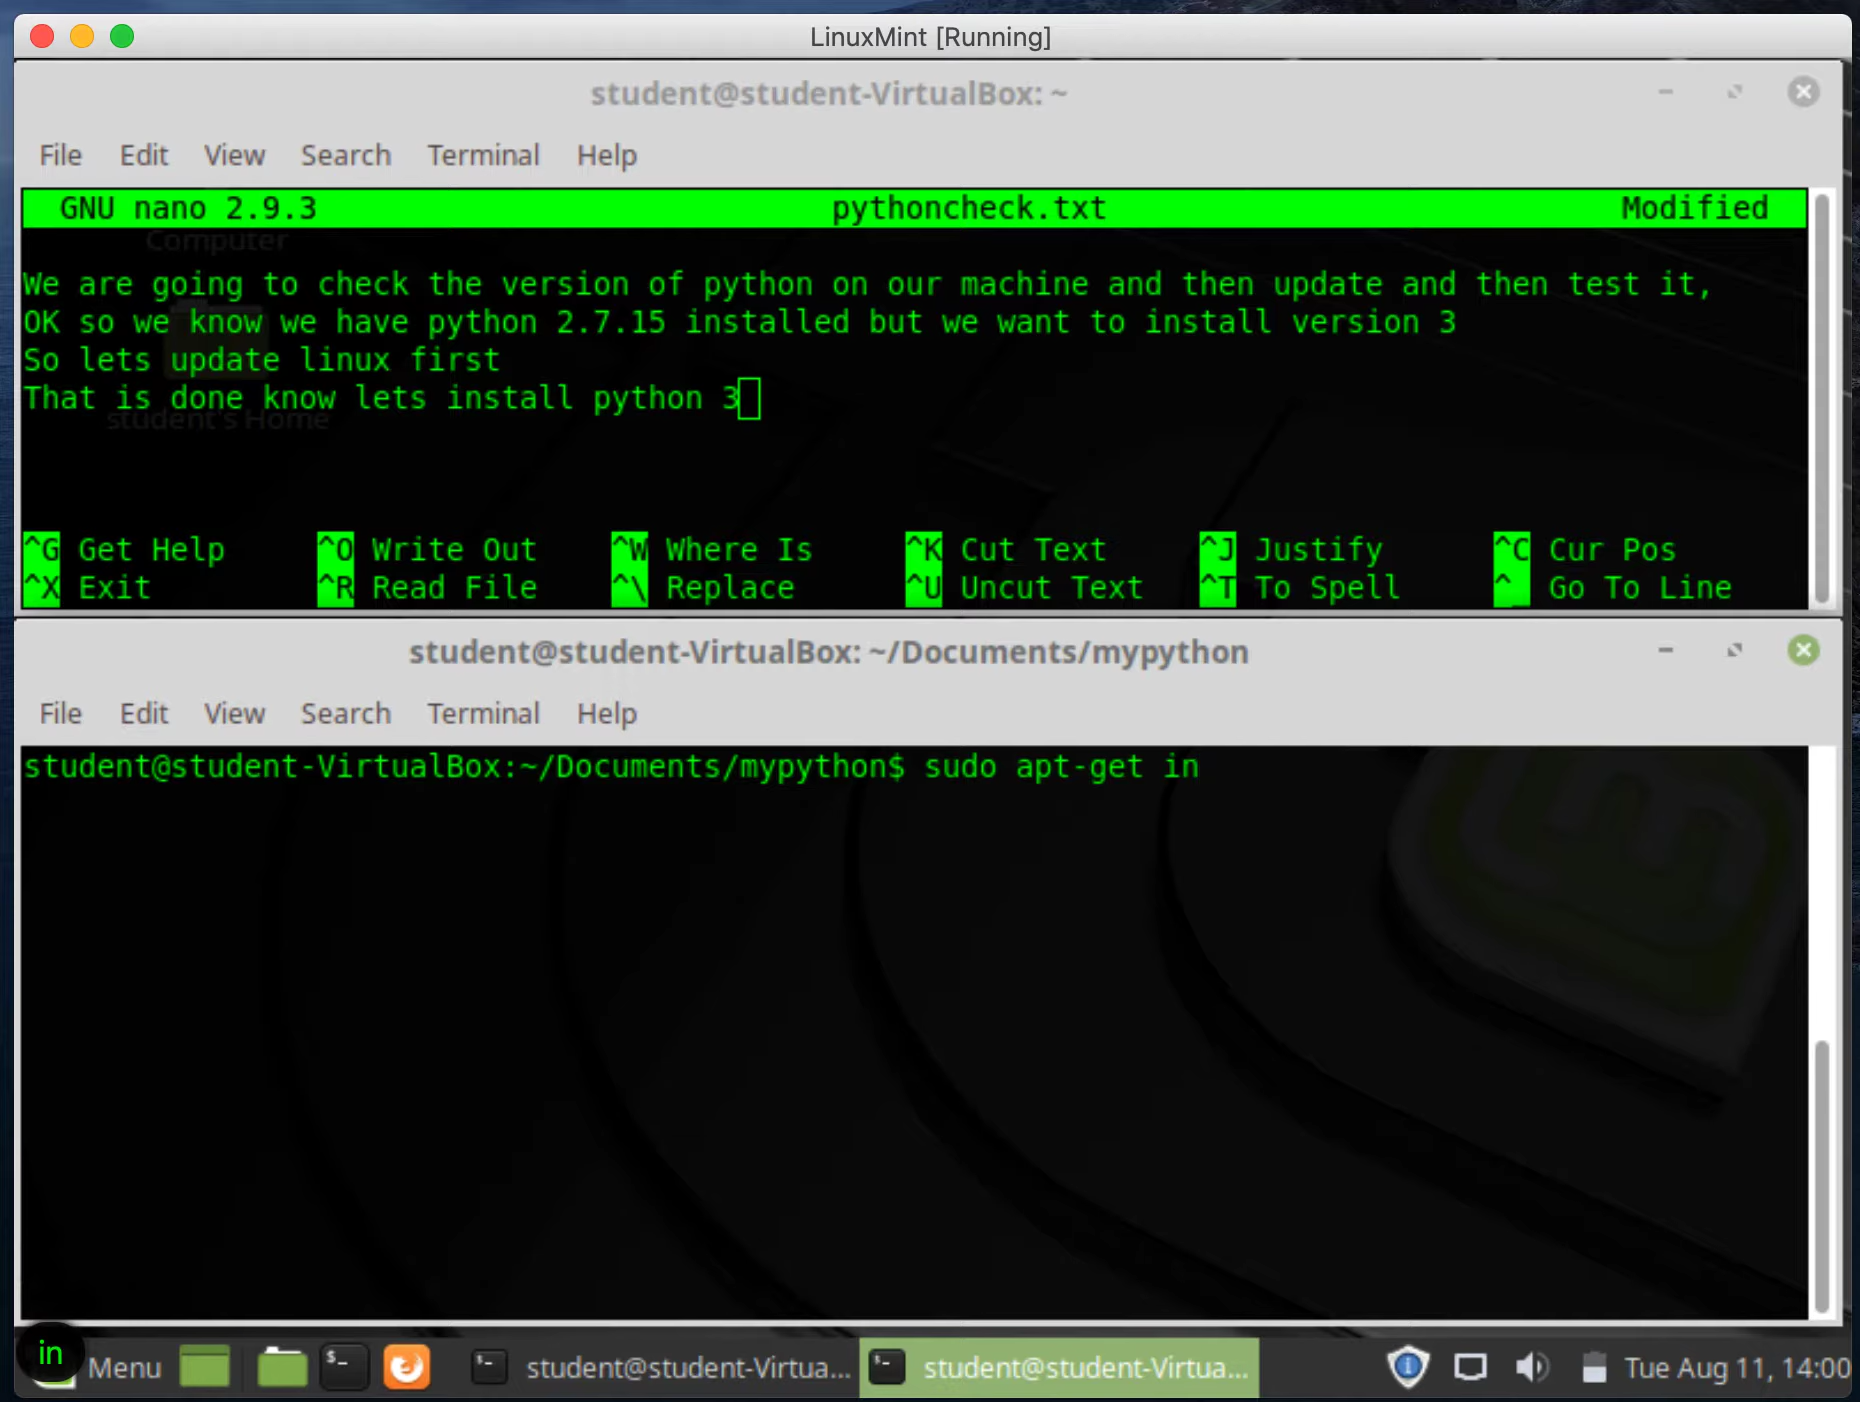 LinuxMint [Running]
student@student-VirtualBox: ~
File Edit View Search Terminal Help
GNU nano 2.9.3 pythoncheck.txt Modified
Computer
We are going to check the version of python on our machine and then update and then test it,
OK so we know we have python 2.7.15 installed but we want to install version 3
So lets update linux first
That is done know lets install python 3
student's Home
^G Get Help ^O Write Out ^W Where Is ^K Cut Text ^J Justify ^C Cur Pos
^X Exit ^R Read File ^\ Replace ^U Uncut Text ^T To Spell ^_ Go To Line
student@student-VirtualBox: ~/Documents/mypython
File Edit View Search Terminal Help
student@student-VirtualBox:~/Documents/mypython$ sudo apt-get in
in
Menu student@student-Virtua... student@student-Virtua... Tue Aug 11, 14:00